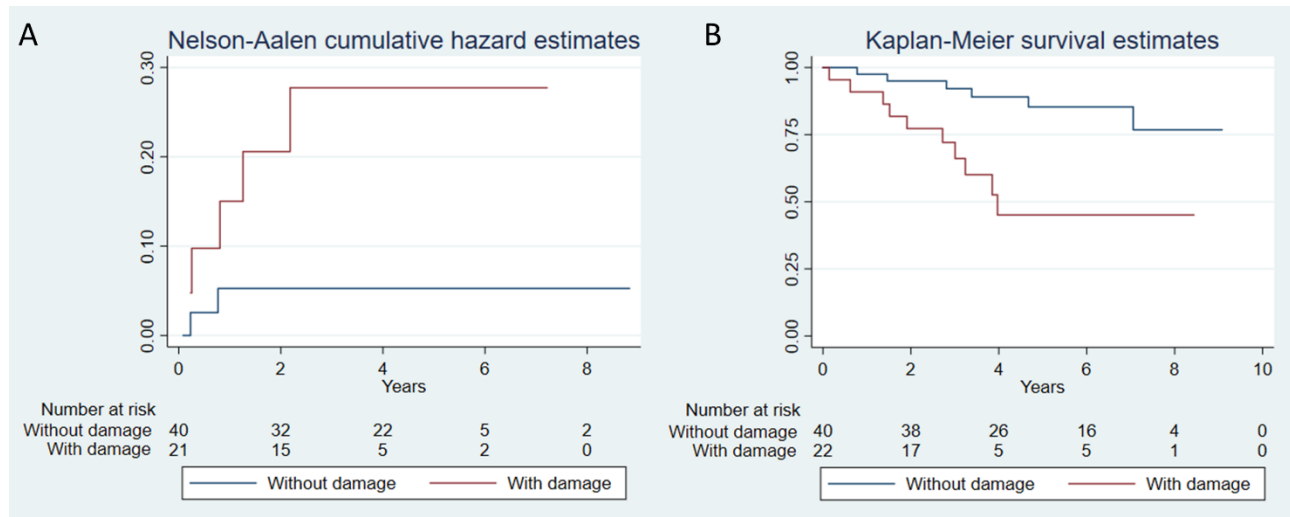 A
Nelson-Aalen cumulative hazard estimates
0.30
0.20
0.10
0.00
0 2 4 6 8
Years
Number at risk
Without damage 40 32 22 5 2
With damage 21 15 5 2 0
Without damage With damage
B
Kaplan-Meier survival estimates
1.00
0.75
0.50
0.25
0.00
0 2 4 6 8 10
Years
Number at risk
Without damage 40 38 26 16 4 0
With damage 22 17 5 5 1 0
Without damage With damage